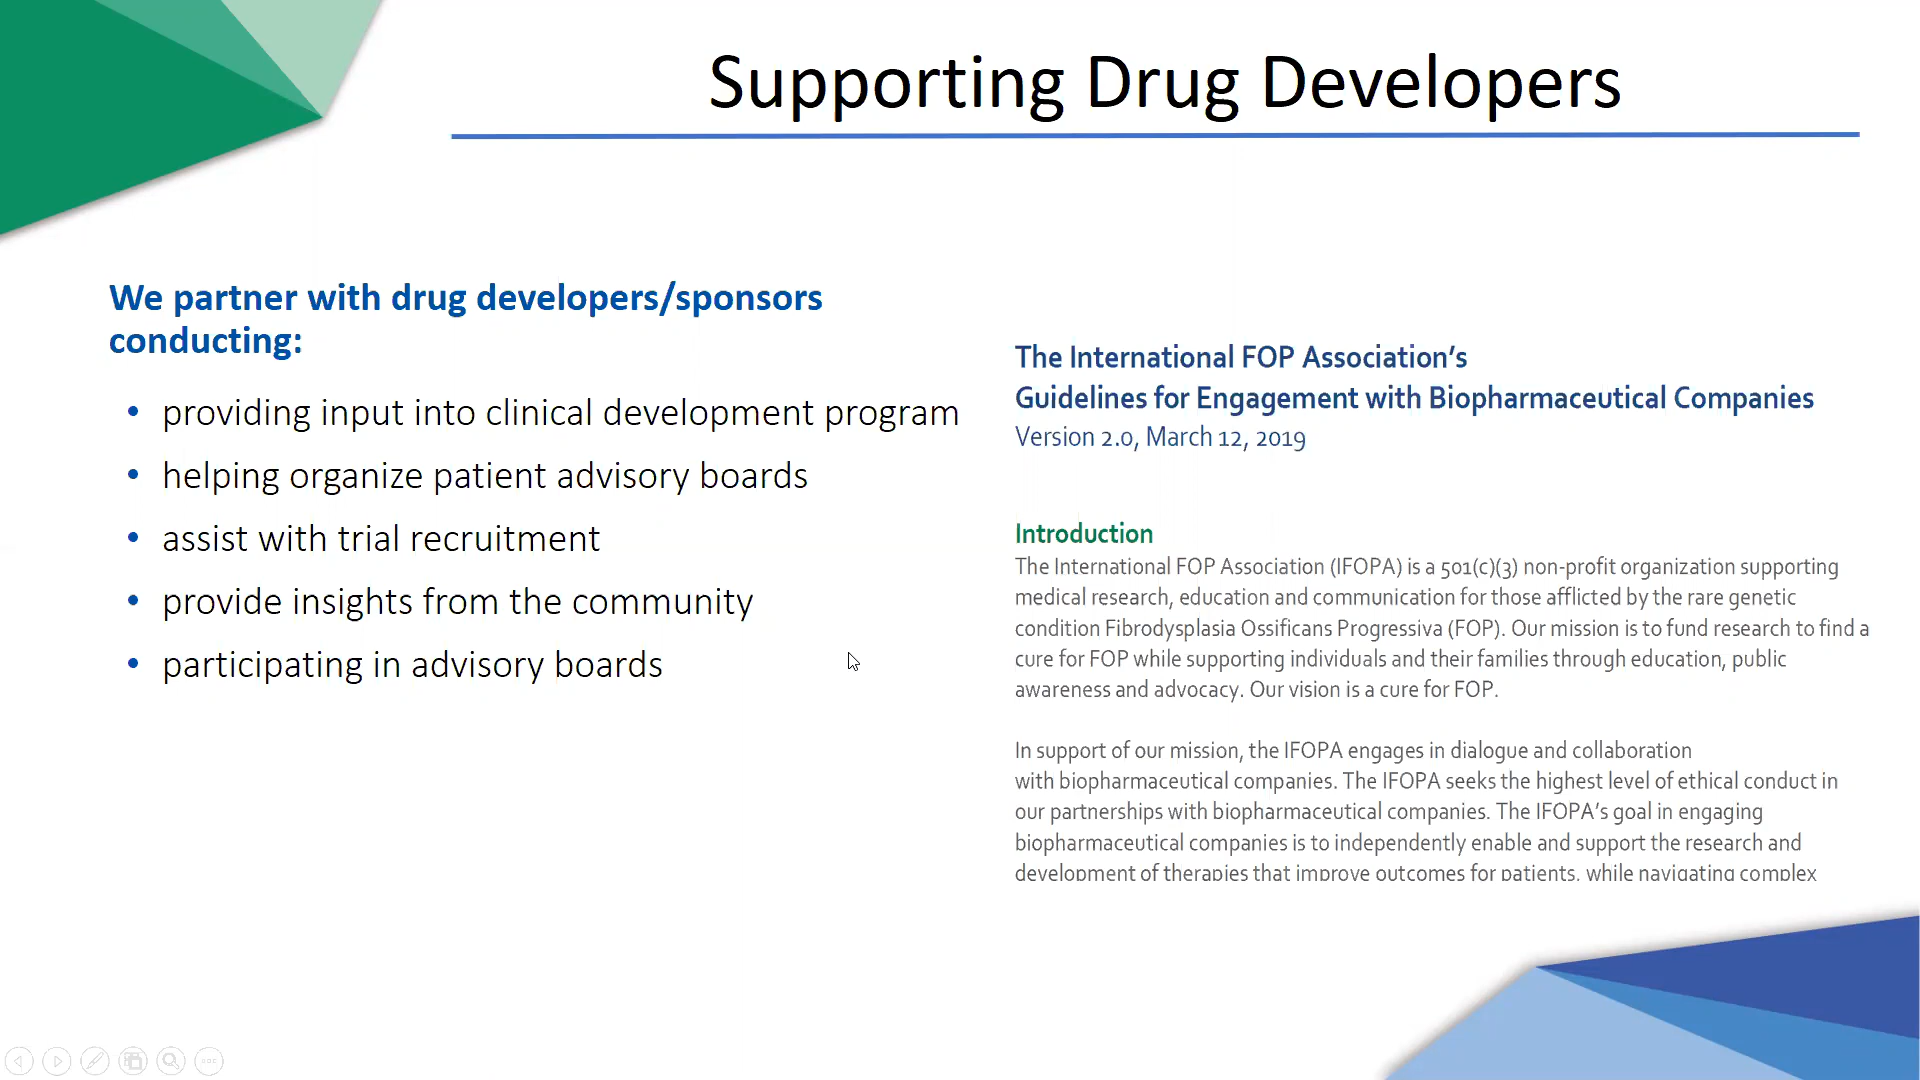 Supporting Drug Developers
We partner with drug developers/sponsors
conducting:
• providing input into clinical development program
• helping organize patient advisory boards
• assist with trial recruitment
• provide insights from the community
• participating in advisory boards
The International FOP Association’s
Guidelines for Engagement with Biopharmaceutical Companies
Version 2.0, March 12, 2019
Introduction
The International FOP Association (IFOPA) is a 501(c)(3) non-profit organization supporting
medical research, education and communication for those afflicted by the rare genetic
condition Fibrodysplasia Ossificans Progressiva (FOP). Our mission is to fund research to find a
cure for FOP while supporting individuals and their families through education, public
awareness and advocacy. Our vision is a cure for FOP.
In support of our mission, the IFOPA engages in dialogue and collaboration
with biopharmaceutical companies. The IFOPA seeks the highest level of ethical conduct in
our partnerships with biopharmaceutical companies. The IFOPA’s goal in engaging
biopharmaceutical companies is to independently enable and support the research and
development of therapies that improve outcomes for patients, while navigating complex